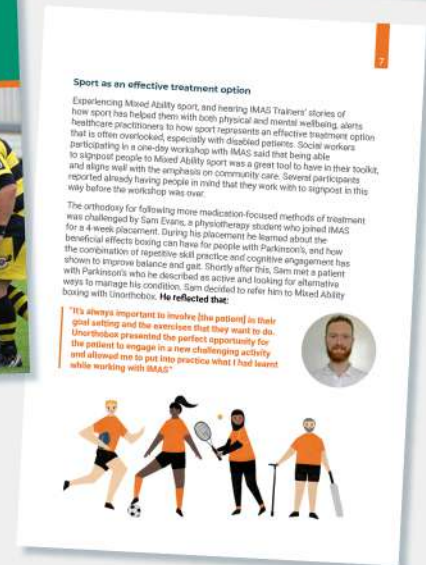 7
Sport as an effective treatment option
Experiencing Mixed Ability sport, and hearing IMAS Trainers' stories of
how sport has helped them with both physical and mental wellbeing, alerts
healthcare practitioners to how sport represents an effective treatment option
that is often overlooked, especially with disabled patients. Social workers
participating in a one-day workshop with IMAS said that being able
to signpost people to Mixed Ability sport was a great tool to have in their toolkit,
and aligns well with the emphasis on community care. Several participants
reported already having people in mind that they work with to signpost in this
way before the workshop was over.
The orthodoxy for following more medication-focused methods of treatment
was challenged by Sam Evans, a physiotherapy student who joined IMAS
for a 4-week placement. During his placement he learned about the
beneficial effects boxing can have for people with Parkinson's, and how
the combination of repetitive skill practice and cognitive engagement has
shown to improve balance and gait. Shortly after this, Sam met a patient
with Parkinson's who he described as active and looking for alternative
ways to manage his condition. Sam decided to refer him to Mixed Ability
boxing with Unorthobox. He reflected that:
"It's always important to involve [the patient] in their
goal setting and the exercises that they want to do.
Unorthobox presented the perfect opportunity for
the patient to engage in a new challenging activity
and allowed me to put into practice what I had learnt
while working with IMAS"